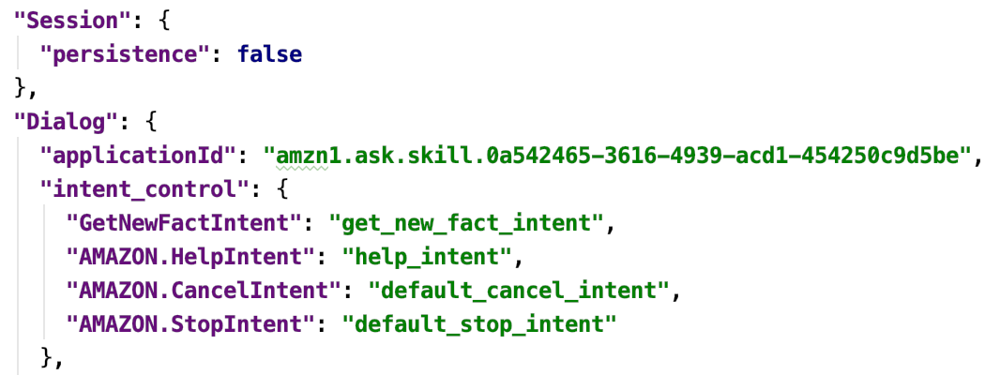 "Session": {
"persistence": false
},
"Dialog": {
"applicationId": "amzn1.ask.skill.0a542465-3616-4939-acd1-454250c9d5be",
"intent_control": {
"GetNewFactIntent": "get_new_fact_intent",
"AMAZON.HelpIntent": "help_intent",
"AMAZON.CancelIntent": "default_cancel_intent",
"AMAZON.StopIntent": "default_stop_intent"
},